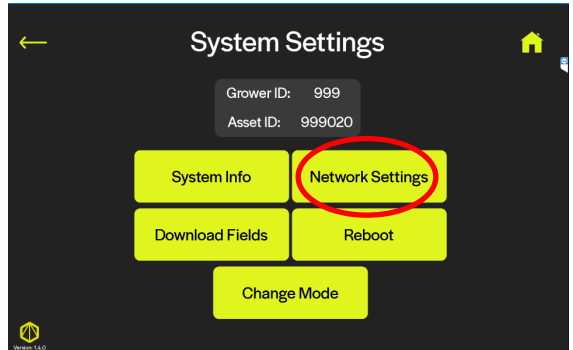 System Settings
Grower ID: 999
Asset ID: 999020
System Info
Network Settings
Download Fields
Reboot
Change Mode
Version: 1.4.0